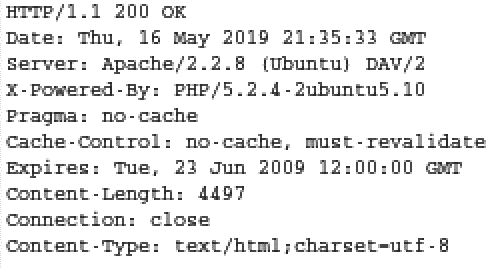 HTTP/1.1 200 OK
Date: Thu, 16 May 2019 21:35:33 GMT
Server: Apache/2.2.8 (Ubuntu) DAV/2
X-Powered-By: PHP/5.2.4-2ubuntu5.10
Pragma: no-cache
Cache-Control: no-cache, must-revalidate
Expires: Tue, 23 Jun 2009 12:00:00 GMT
Content-Length: 4497
Connection: close
Content-Type: text/html;charset=utf-8